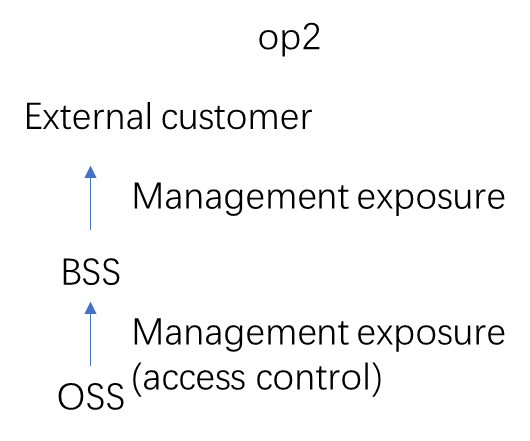 op2
External customer
Management exposure
BSS
Management exposure
(access control)
OSS